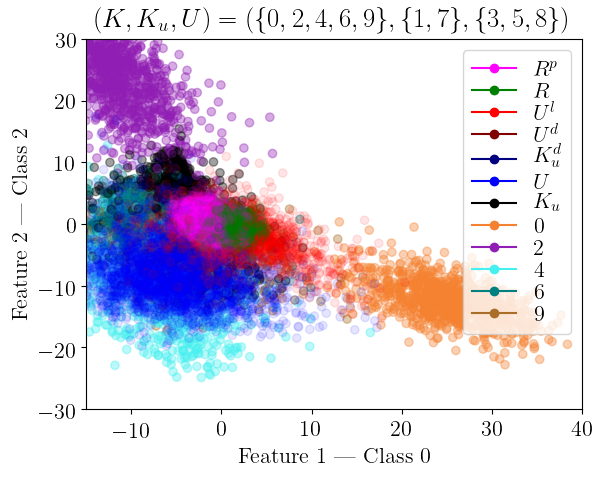 (K, K_u, U) = ({0, 2, 4, 6, 9}, {1, 7}, {3, 5, 8})
30
20
10
0
−10
−20
−30
−10
0
10
20
30
40
Feature 2 — Class 2
Feature 1 — Class 0
R^p
R
U^l
U^d
K_u^d
U
K_u
0
2
4
6
9